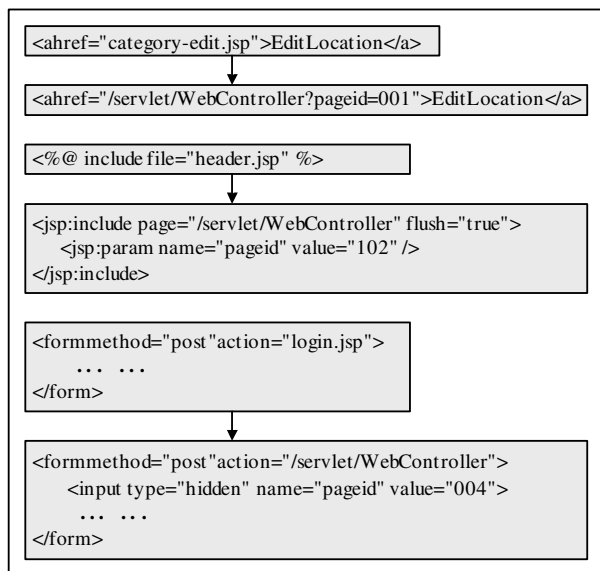 <ahref="category-edit.jsp">EditLocation</a>
<ahref="/servlet/WebController?pageid=001">EditLocation</a>
<%@ include file="header.jsp" %>
<jsp:include page="/servlet/WebController" flush="true">
<jsp:param name="pageid" value="102" />
</jsp:include>
<formmethod="post"action="login.jsp">
... ...
</form>
<formmethod="post"action="/servlet/WebController">
<input type="hidden" name="pageid" value="004">
... ...
</form>